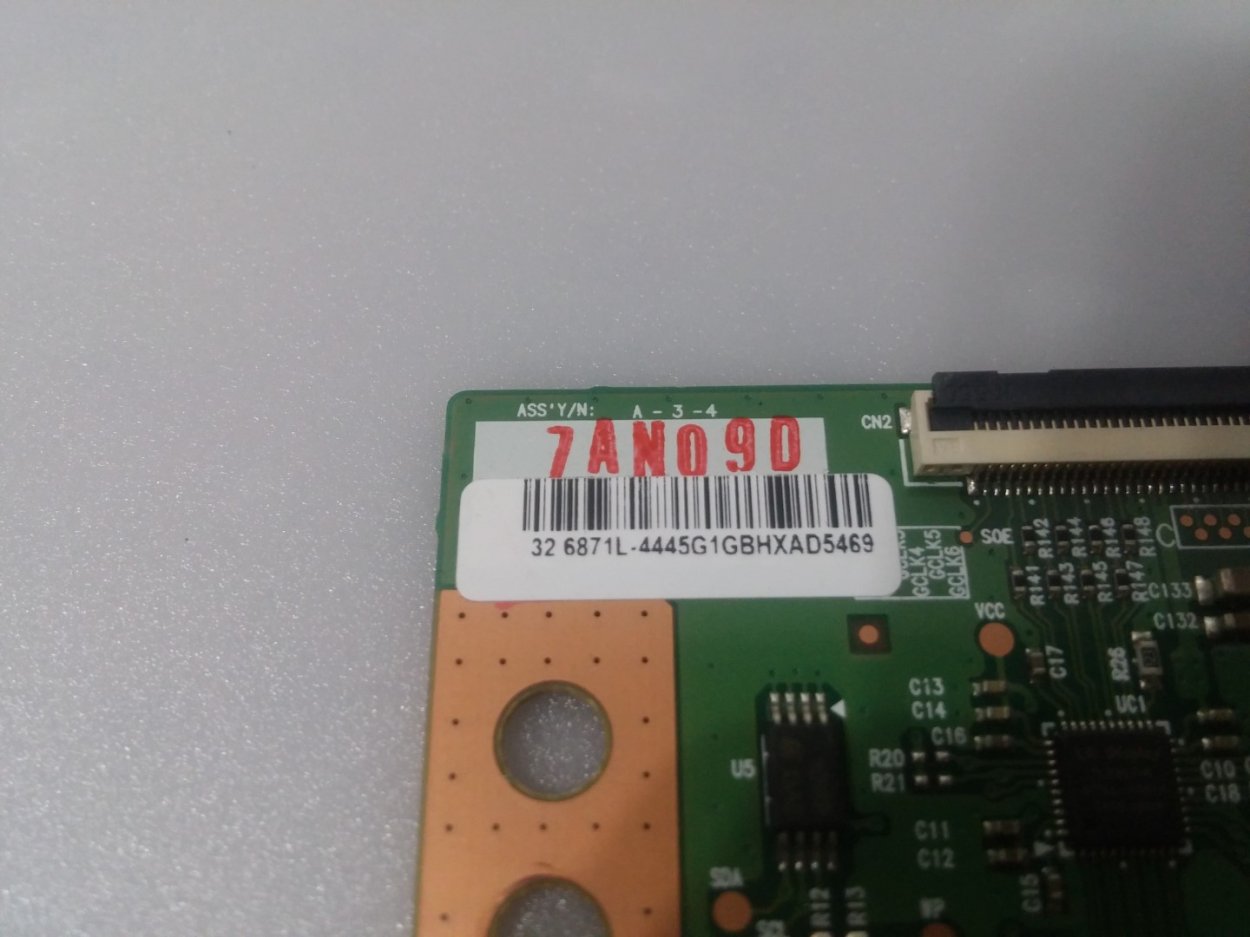 ASS'Y/N: A - 3 - 4
7AN09D
CN2
32 6871L-4445G1GBHXAD5469
GCLK4
GCLK5
GCLK6
SOE
R142
R144
R146
R148
R141
R143
R145
R147
C133
C132
VCC
C17
R26
C13
C14
C16
UC1
U5
R20
R21
C10
C18
C11
C12
C15
SDA
R12
R13
SCL
WP